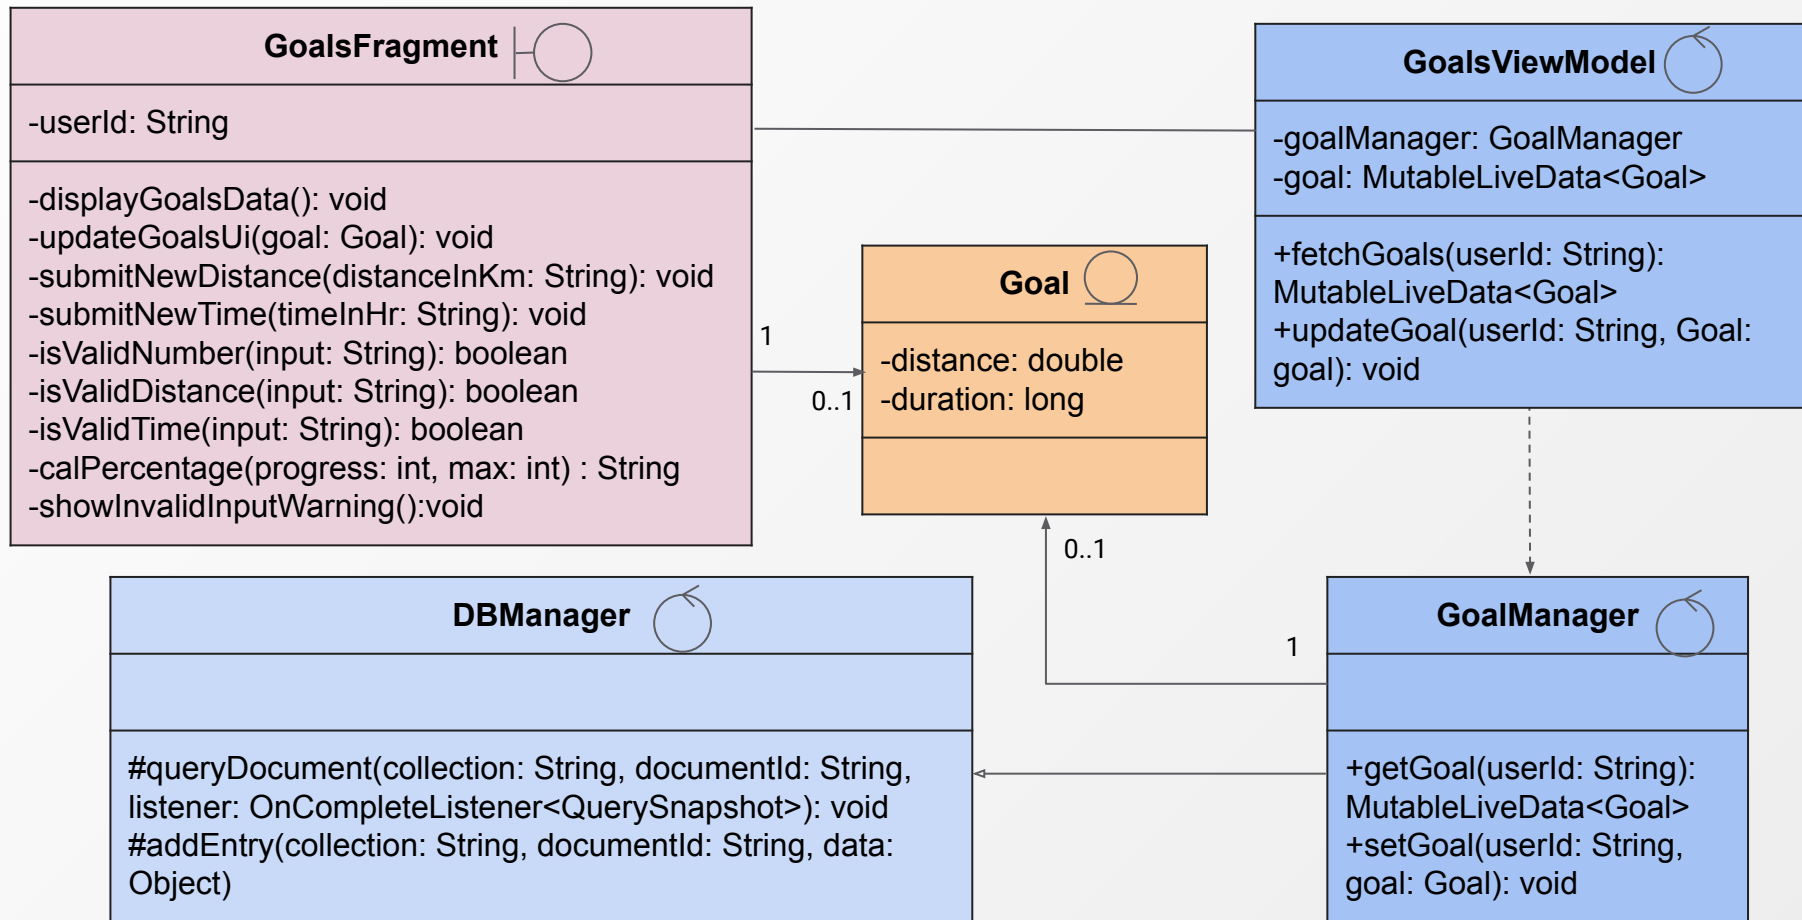 GoalsFragment
-userId: String
-displayGoalsData(): void
-updateGoalsUi(goal: Goal): void
-submitNewDistance(distanceInKm: String): void
-submitNewTime(timeInHr: String): void
-isValidNumber(input: String): boolean
-isValidDistance(input: String): boolean
-isValidTime(input: String): boolean
-calPercentage(progress: int, max: int) : String
-showInvalidInputWarning():void
1
0..1
Goal
-distance: double
-duration: long
GoalsViewModel
-goalManager: GoalManager
-goal: MutableLiveData<Goal>
+fetchGoals(userId: String):
MutableLiveData<Goal>
+updateGoal(userId: String, Goal:
goal): void
0..1
1
DBManager
#queryDocument(collection: String, documentId: String,
listener: OnCompleteListener<QuerySnapshot>): void
#addEntry(collection: String, documentId: String, data:
Object)
GoalManager
+getGoal(userId: String):
MutableLiveData<Goal>
+setGoal(userId: String,
goal: Goal): void